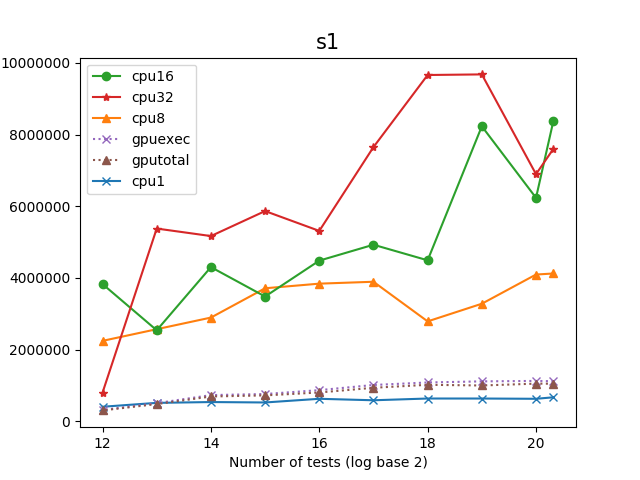 s1
10000000
8000000
6000000
4000000
2000000
0
cpu16
cpu32
cpu8
gpuexec
gputotal
cpu1
12 14 16 18 20
Number of tests (log base 2)